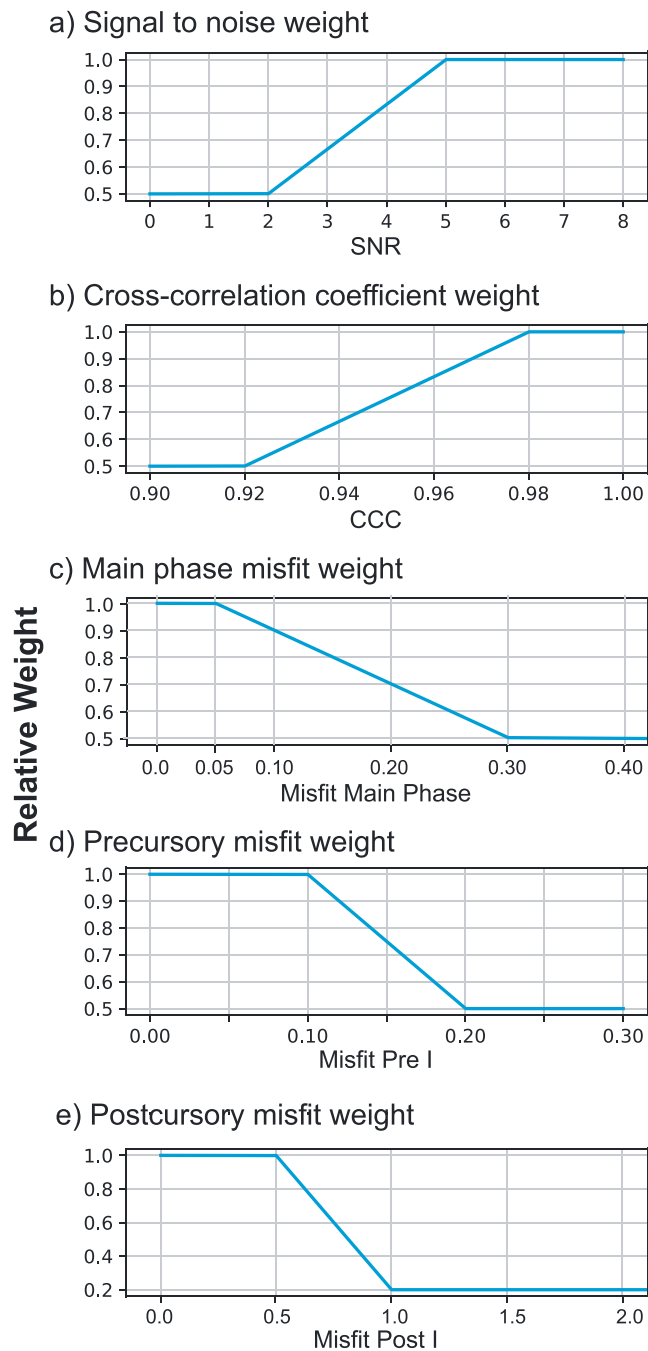 a) Signal to noise weight
1.0
0.9
0.8
0.7
0.6
0.5
0 1 2 3 4 5 6 7 8
SNR
b) Cross-correlation coefficient weight
1.0
0.9
0.8
0.7
0.6
0.5
0.90 0.92 0.94 0.96 0.98 1.00
CCC
c) Main phase misfit weight
1.0
0.9
0.8
0.7
0.6
0.5
0.0 0.05 0.10 0.20 0.30 0.40
Misfit Main Phase
Relative Weight
d) Precursory misfit weight
1.0
0.9
0.8
0.7
0.6
0.5
0.00 0.10 0.20 0.30
Misfit Pre I
e) Postcursory misfit weight
1.0
0.8
0.6
0.4
0.2
0.0 0.5 1.0 1.5 2.0
Misfit Post I